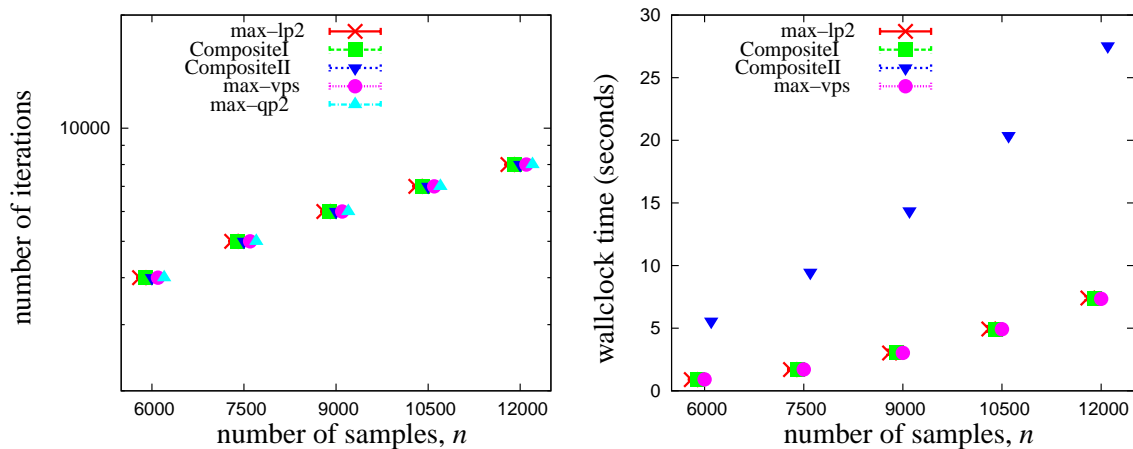 max−lp2
CompositeI
CompositeII
max−vps
max−qp2
10000
number of iterations
6000 7500 9000 10500 12000
number of samples, n
max−lp2
CompositeI
CompositeII
max−vps
30
25
20
15
10
5
0
wallclock time (seconds)
6000 7500 9000 10500 12000
number of samples, n